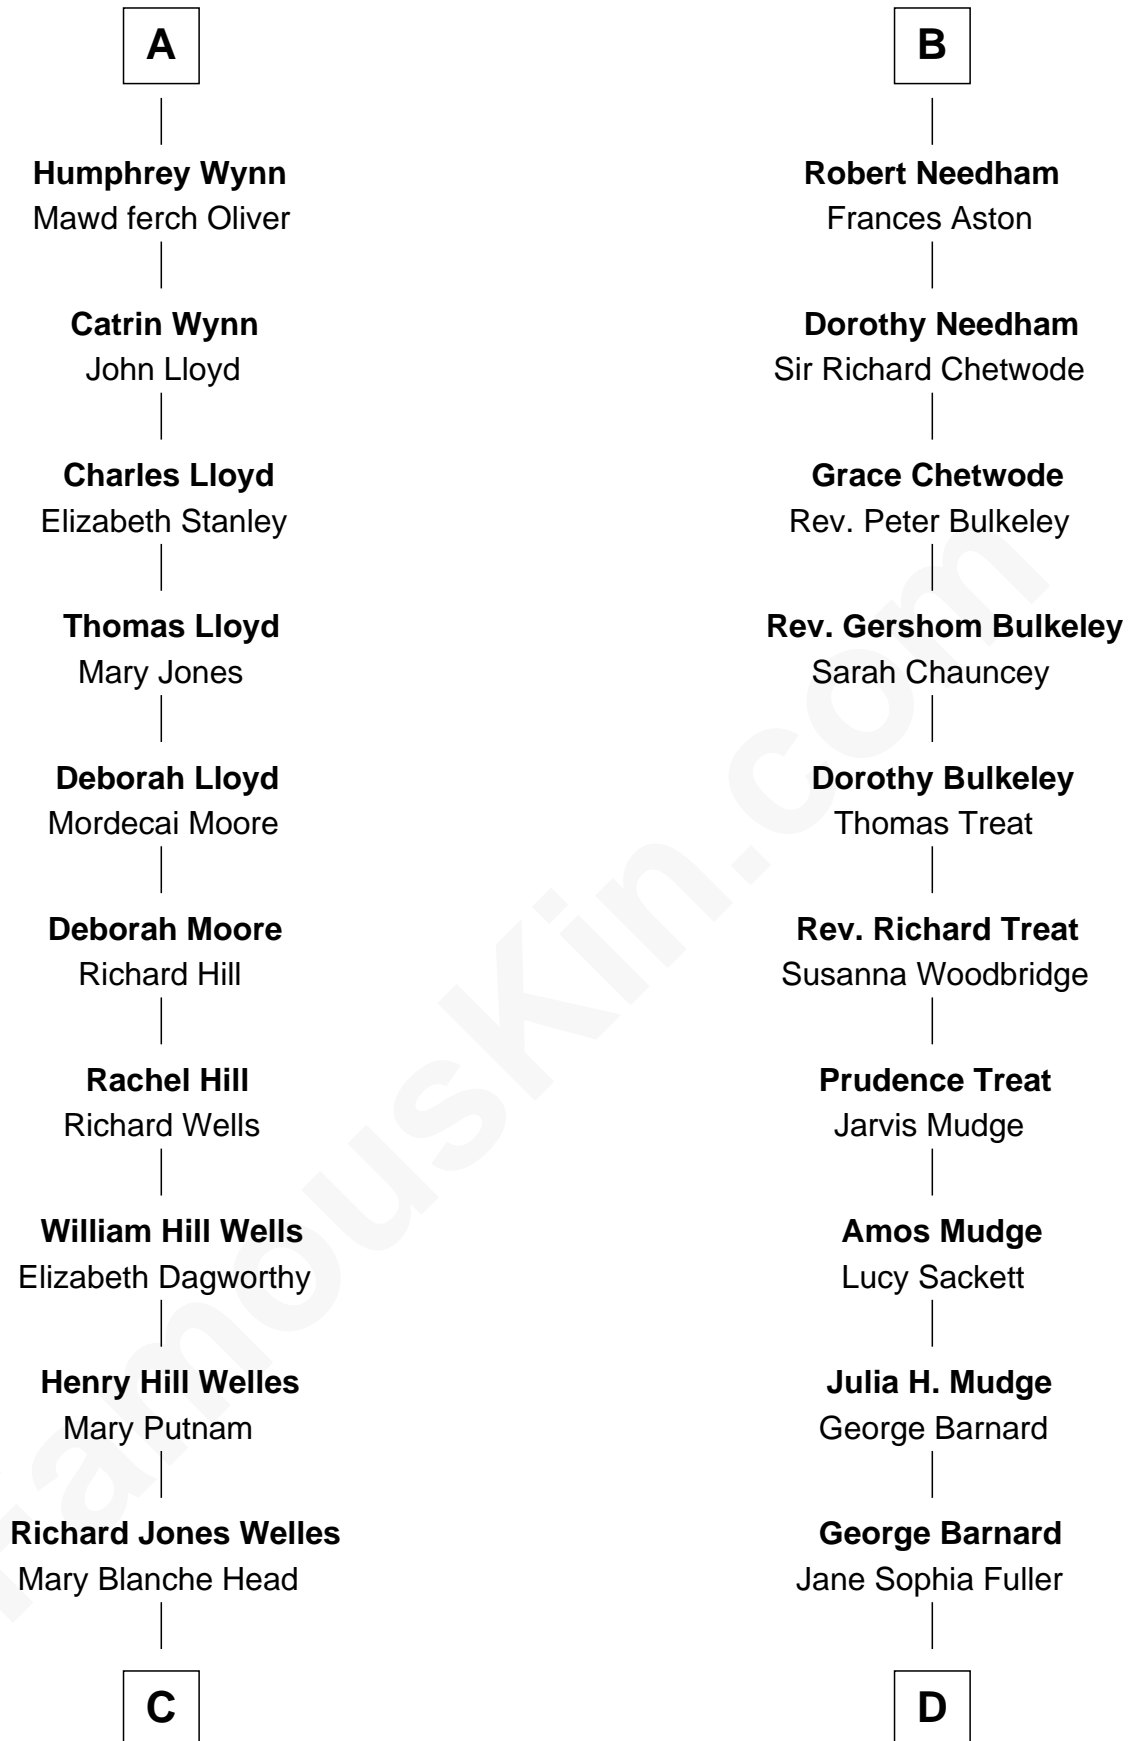 A
Humphrey Wynn
Mawd ferch Oliver
Catrin Wynn
John Lloyd
Charles Lloyd
Elizabeth Stanley
Thomas Lloyd
Mary Jones
Deborah Lloyd
Mordecai Moore
Deborah Moore
Richard Hill
Rachel Hill
Richard Wells
William Hill Wells
Elizabeth Dagworthy
Henry Hill Welles
Mary Putnam
Richard Jones Welles
Mary Blanche Head
C
B
Robert Needham
Frances Aston
Dorothy Needham
Sir Richard Chetwode
Grace Chetwode
Rev. Peter Bulkeley
Rev. Gershom Bulkeley
Sarah Chauncey
Dorothy Bulkeley
Thomas Treat
Rev. Richard Treat
Susanna Woodbridge
Prudence Treat
Jarvis Mudge
Amos Mudge
Lucy Sackett
Julia H. Mudge
George Barnard
George Barnard
Jane Sophia Fuller
D
FamousKin.com